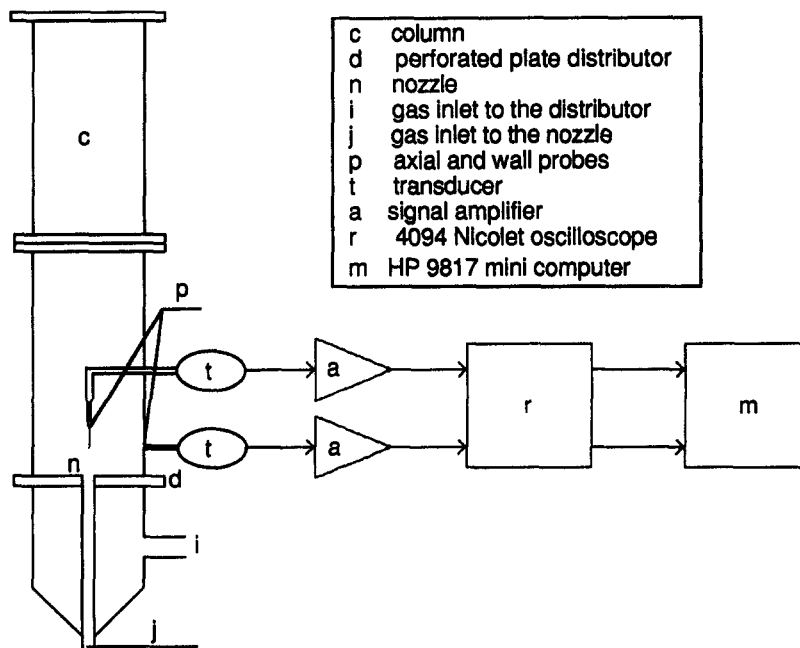 c column
d perforated plate distributor
n nozzle
i gas inlet to the distributor
j gas inlet to the nozzle
p axial and wall probes
t transducer
a signal amplifier
r 4094 Nicolet oscilloscope
m HP 9817 mini computer
c
p
t
a
r
m
t
a
n
d
i
j